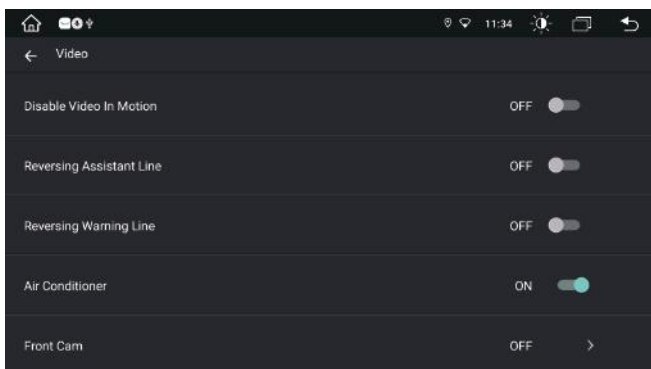 11:34
Video
Disable Video In Motion OFF
Reversing Assistant Line OFF
Reversing Warning Line OFF
Air Conditioner ON
Front Cam OFF